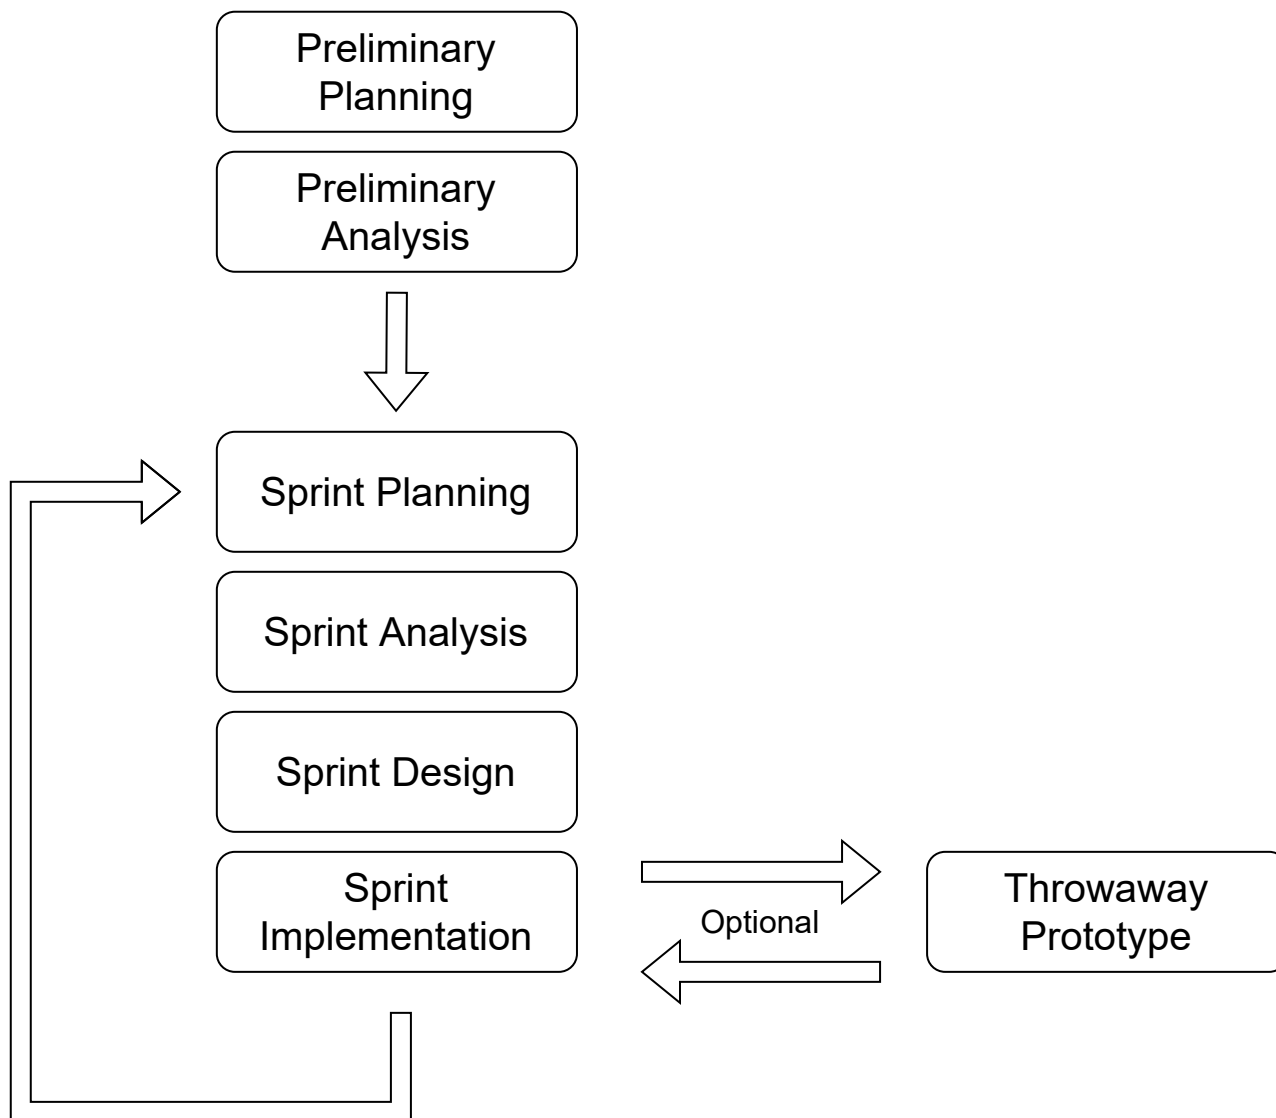 Preliminary
Planning
Preliminary
Analysis
Sprint Planning
Sprint Analysis
Sprint Design
Sprint
Implementation
Optional
Throwaway
Prototype